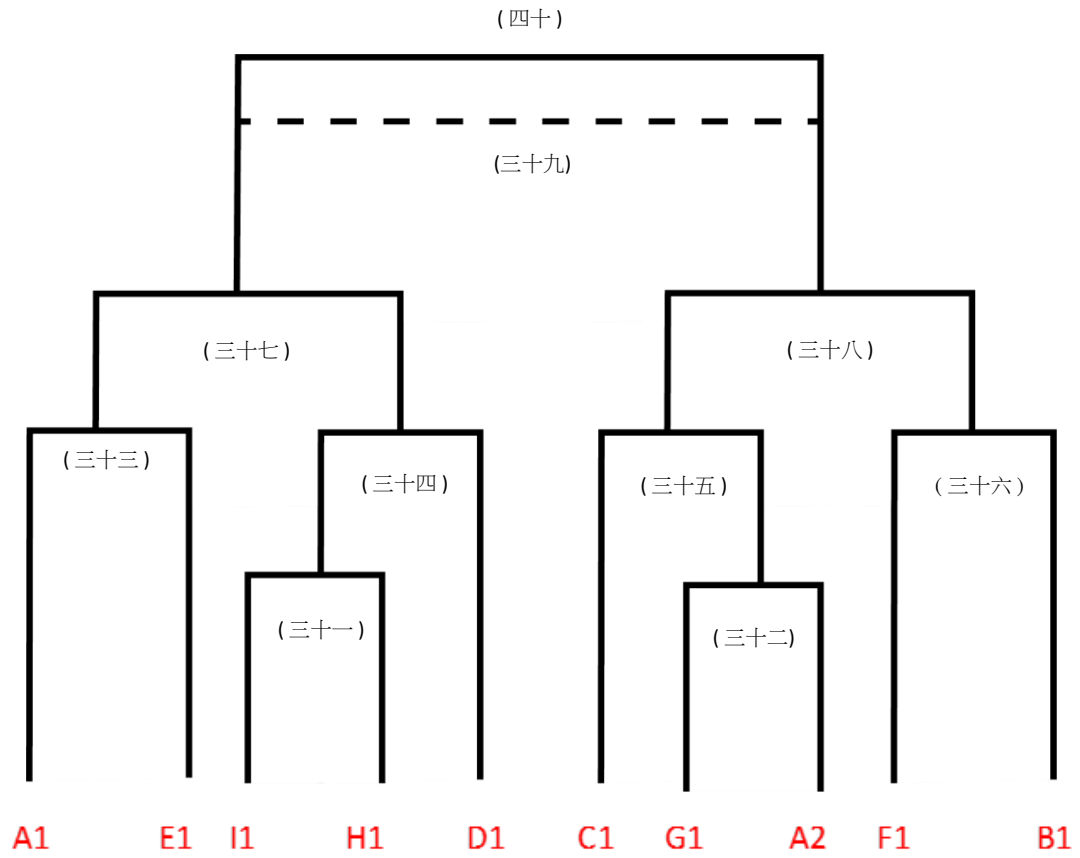 (四十)
(三十九)
(三十七)
(三十八)
(三十三)
(三十四)
(三十五)
(三十六)
(三十一)
(三十二)
A1 E1 I1 H1 D1 C1 G1 A2 F1 B1